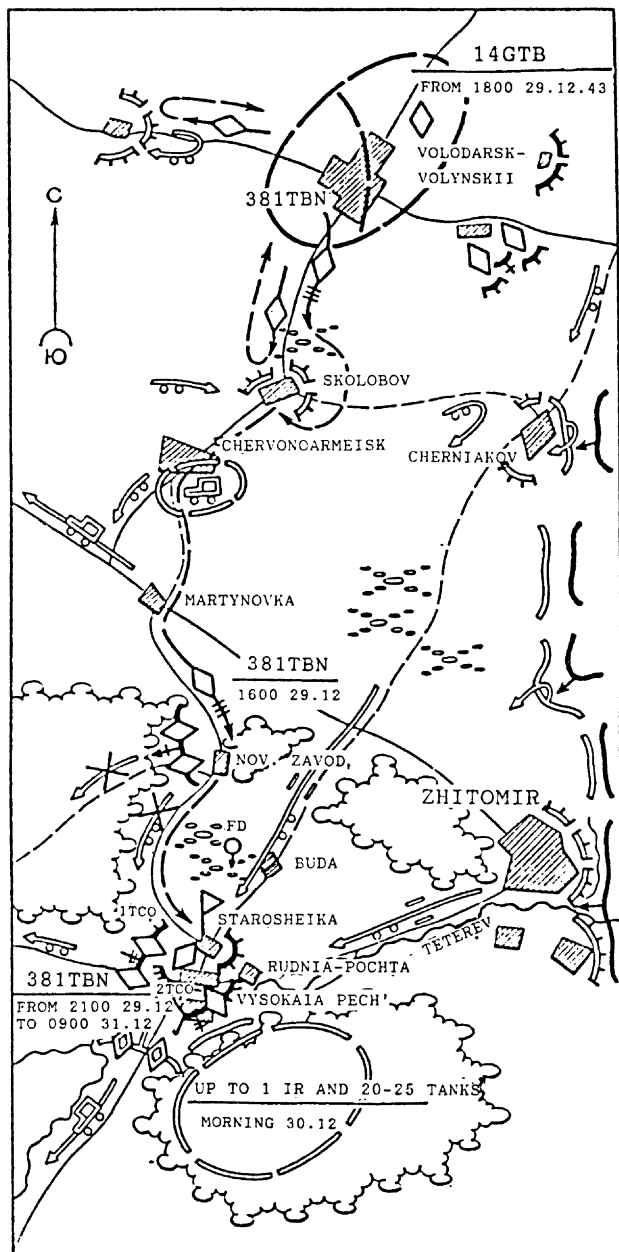 14GTB
FROM 1800 29.12.43
VOLODARSK-
VOLYNSKII
381TBN
С
Ю
SKOLOBOV
CHERVONOARMEISK
CHERNIAKOV
MARTYNOVKA
381TBN
1600 29.12
NOV. ZAVOD
ZHITOMIR
FD
BUDA
1TCO
STAROSHEIKA
TETEREV
381TBN
RUDNIA-POCHTA
2TCO
VYSOKAIA PECH'
FROM 2100 29.12
TO 0900 31.12
UP TO 1 IR AND 20-25 TANKS
MORNING 30.12